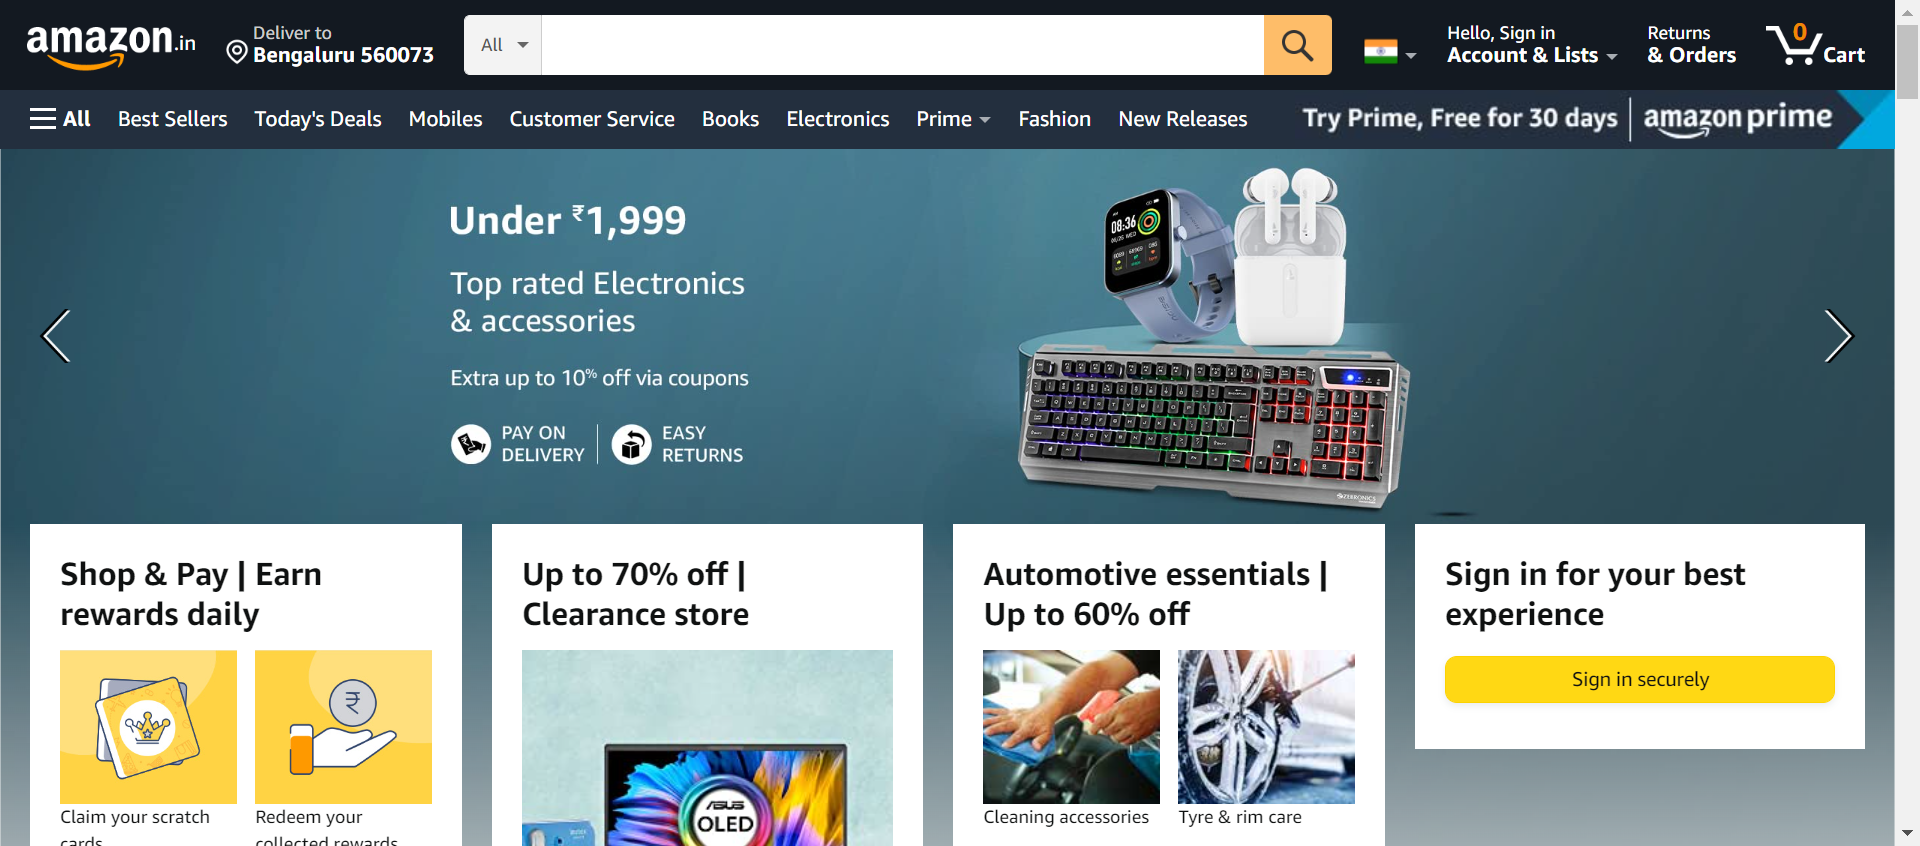 amazon.in
Deliver to
Bengaluru 560073
All
Hello, Sign in
Account & Lists
Returns
& Orders
0
Cart
All
Best Sellers
Today's Deals
Mobiles
Customer Service
Books
Electronics
Prime
Fashion
New Releases
Try Prime, Free for 30 days
amazon prime
Under ₹1,999
Top rated Electronics
& accessories
Extra up to 10% off via coupons
PAY ON
DELIVERY
EASY
RETURNS
08:36
ZEBRONICS
Shop & Pay | Earn
rewards daily
₹
Claim your scratch
cards
Redeem your
collected rewards
Up to 70% off |
Clearance store
ASUS
OLED
Automotive essentials |
Up to 60% off
Cleaning accessories
Tyre & rim care
Sign in for your best
experience
Sign in securely